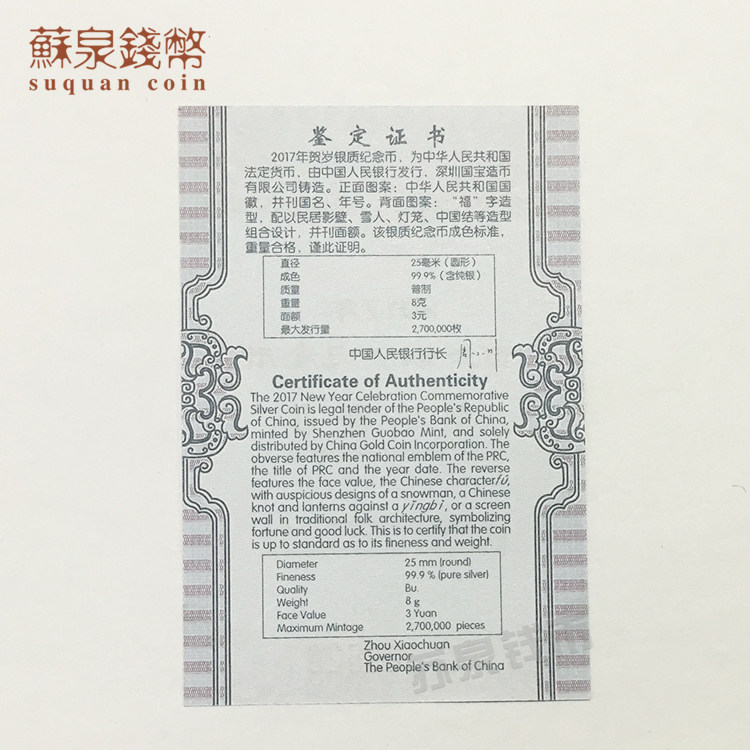 蘇泉錢幣
suquan coin
鉴定证书
2017年贺岁银质纪念币，为中华人民共和国
法定货币，由中国人民银行发行，深圳国宝造币
有限公司铸造。正面图案：中华人民共和国国
徽，并刊国名、年号。背面图案：“福”字造
型，配以民居影壁、雪人、灯笼、中国结等造型
组合设计，并刊面额。该银质纪念币成色标准，
重量合格，谨此证明。
直径 25毫米（圆形）
成色 99.9%（含纯银）
质量 普制
重量 8克
面额 3元
最大发行量 2,700,000枚
中国人民银行行长
Certificate of Authenticity
The 2017 New Year Celebration Commemorative
Silver Coin is legal tender of the People's Republic
of China, issued by the People's Bank of China,
minted by Shenzhen Guobao Mint, and solely
distributed by China Gold Coin Incorporation. The
obverse features the national emblem of the PRC,
the title of PRC and the year date. The reverse
features the face value, the Chinese character fú,
with auspicious designs of a snowman, a Chinese
knot and lanterns against a yǐngbì, or a screen
wall in traditional folk architecture, symbolizing
fortune and good luck. This is to certify that the coin
is up to standard as to its fineness and weight.
Diameter 25 mm (round)
Fineness 99.9 % (pure silver)
Quality Bu.
Weight 8 g
Face Value 3 Yuan
Maximum Mintage 2,700,000 pieces
Zhou Xiaochuan
Governor
The People's Bank of China